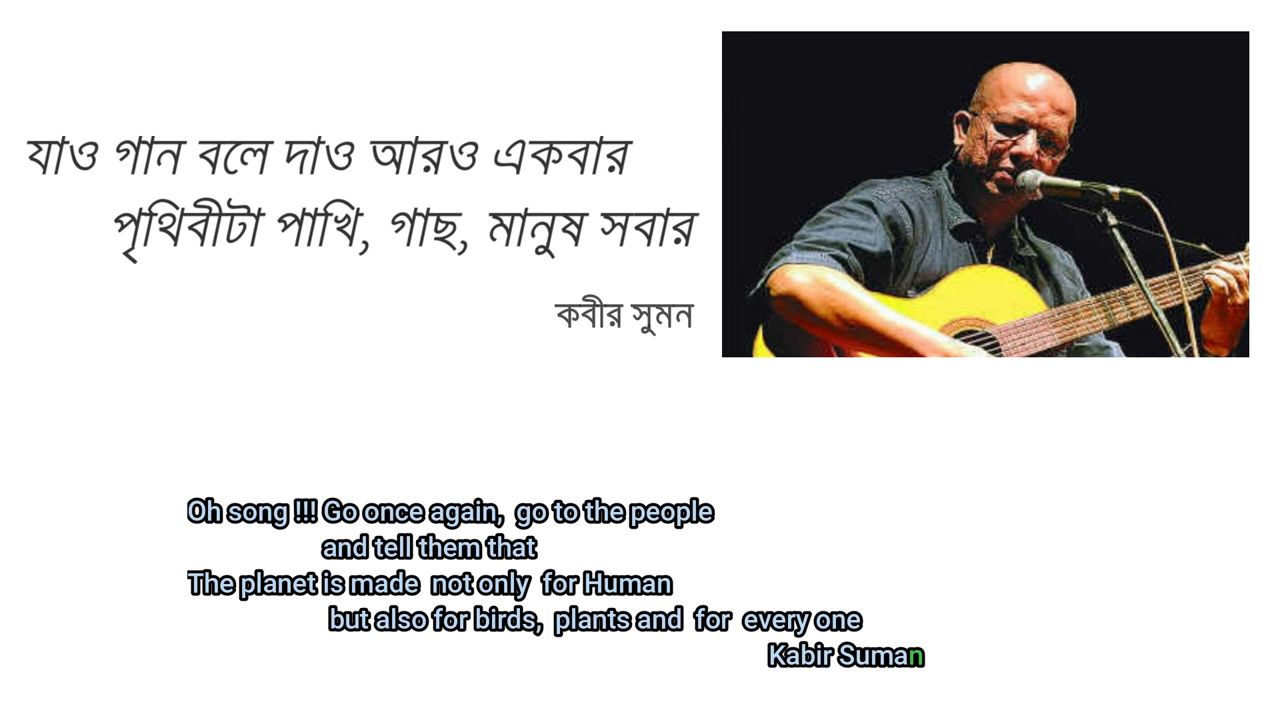 যাও গান বলে দাও আরও একবার
পৃথিবীটা পাখি, গাছ, মানুষ সবার
কবীর সুমন
Oh song !!! Go once again, go to the people
and tell them that
The planet is made not only for Human
but also for birds, plants and for every one
Kabir Suman